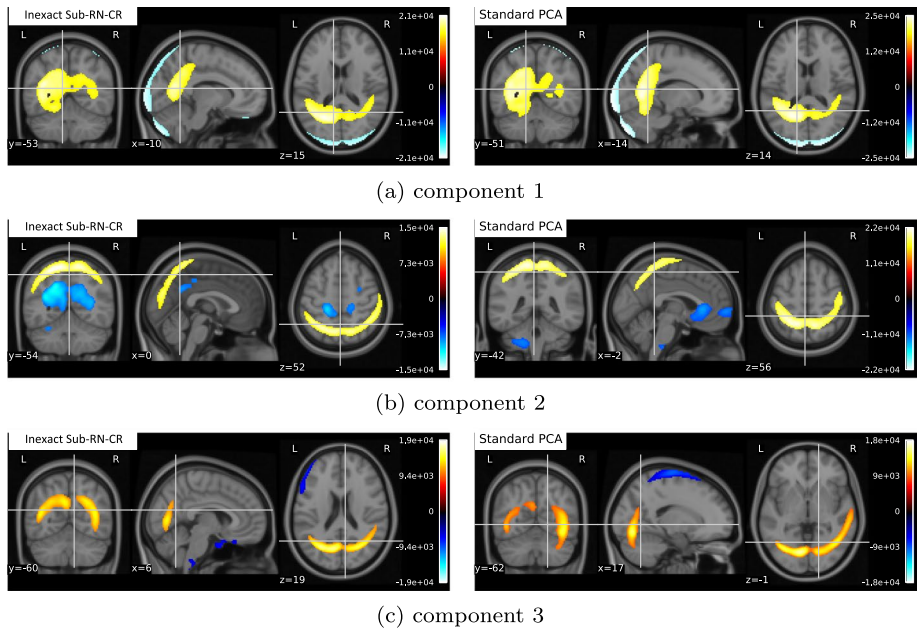 Inexact Sub-RN-CR
L R
L R
y=-53 x=-10 z=15
2.1e+04
1.1e+04
0
-1.1e+04
-2.1e+04
Standard PCA
L R
L R
y=-51 x=-14 z=14
2.5e+04
1.2e+04
0
-1.2e+04
-2.5e+04
(a) component 1
Inexact Sub-RN-CR
L R
L R
y=-54 x=0 z=52
1.5e+04
7,3e+03
0
-7.3e+03
-1.5e+04
Standard PCA
L R
L R
y=-42 x=-2 z=56
2.2e+04
1.1e+04
0
-1.1e+04
-2.2e+04
(b) component 2
Inexact Sub-RN-CR
L R
L R
y=-60 x=6 z=19
1,9e+04
9.4e+03
0
-9.4e+03
-1,9e+04
Standard PCA
L R
L R
y=-62 x=17 z=-1
1,8e+04
9.2e+03
0
-9.2e+03
-1,8e+04
(c) component 3